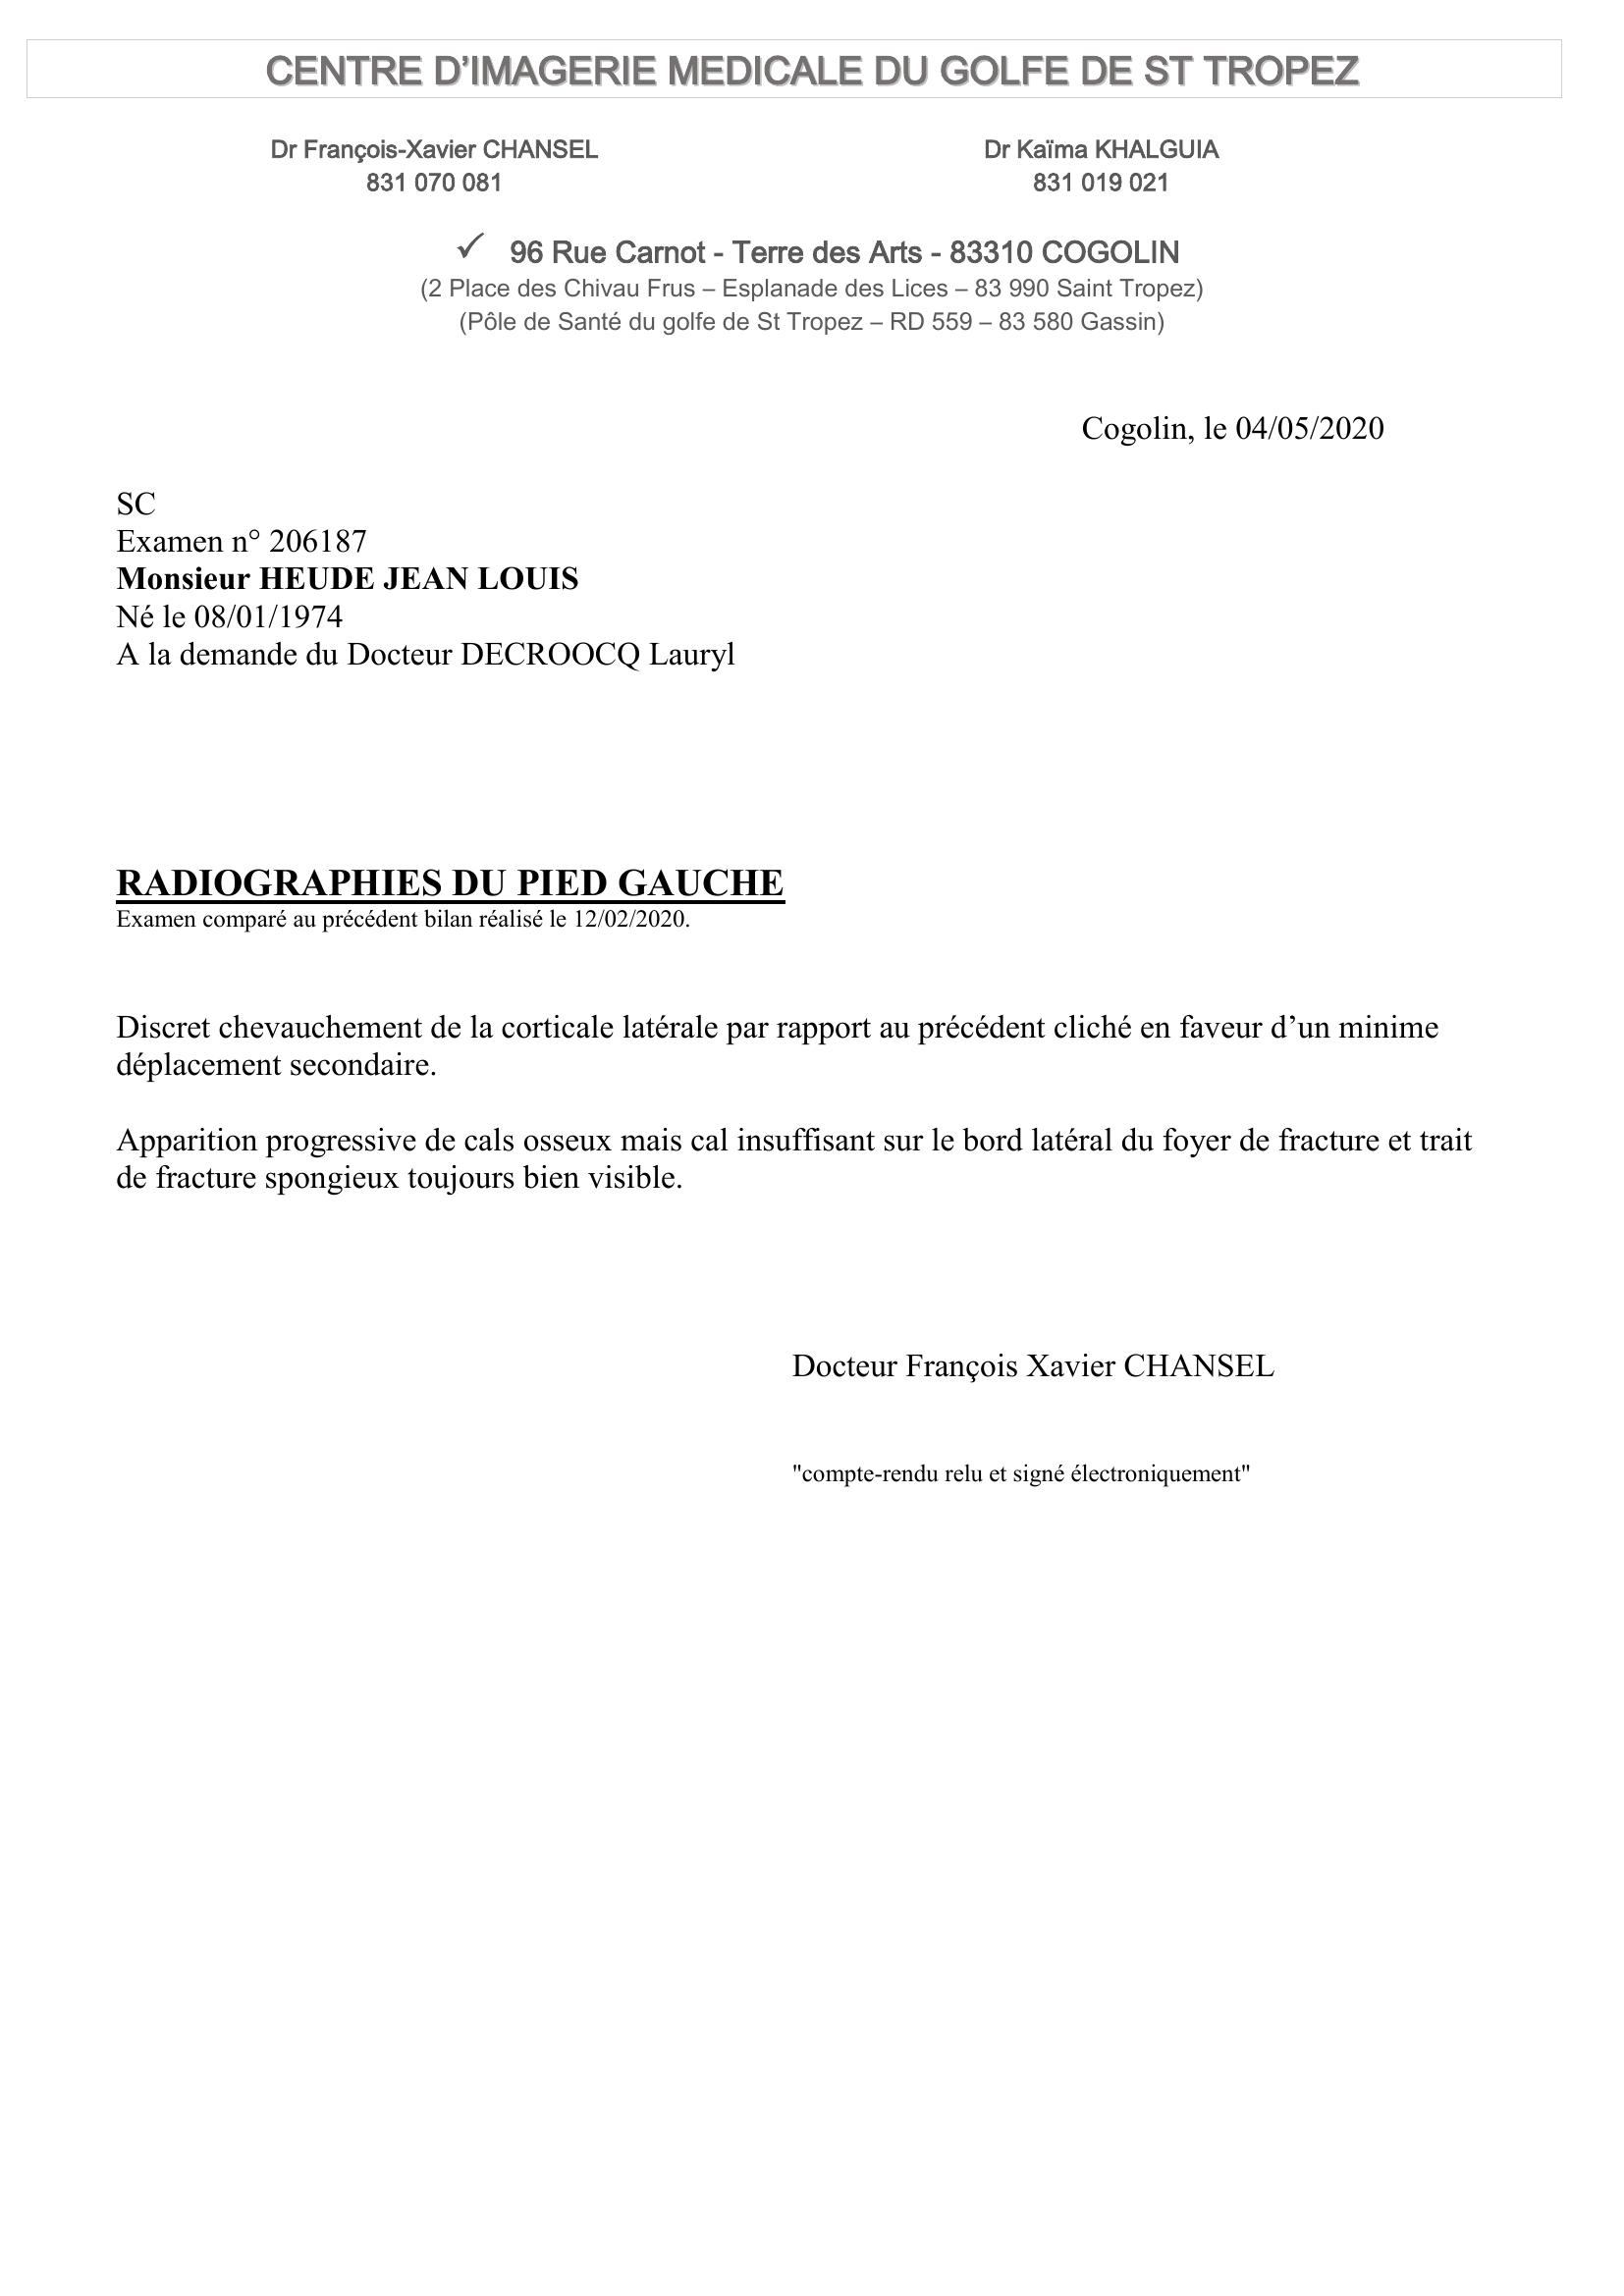 CENTRE D’IMAGERIE MEDICALE DU GOLFE DE ST TROPEZ
Dr François-Xavier CHANSEL
831 070 081
Dr Kaïma KHALGUIA
831 019 021
✓ 96 Rue Carnot - Terre des Arts - 83310 COGOLIN
(2 Place des Chivau Frus – Esplanade des Lices – 83 990 Saint Tropez)
(Pôle de Santé du golfe de St Tropez – RD 559 – 83 580 Gassin)
Cogolin, le 04/05/2020
SC
Examen n° 206187
Monsieur HEUDE JEAN LOUIS
Né le 08/01/1974
A la demande du Docteur DECROOCQ Lauryl
RADIOGRAPHIES DU PIED GAUCHE
Examen comparé au précédent bilan réalisé le 12/02/2020.
Discret chevauchement de la corticale latérale par rapport au précédent cliché en faveur d’un minime
déplacement secondaire.
Apparition progressive de cals osseux mais cal insuffisant sur le bord latéral du foyer de fracture et trait
de fracture spongieux toujours bien visible.
Docteur François Xavier CHANSEL
"compte-rendu relu et signé électroniquement"